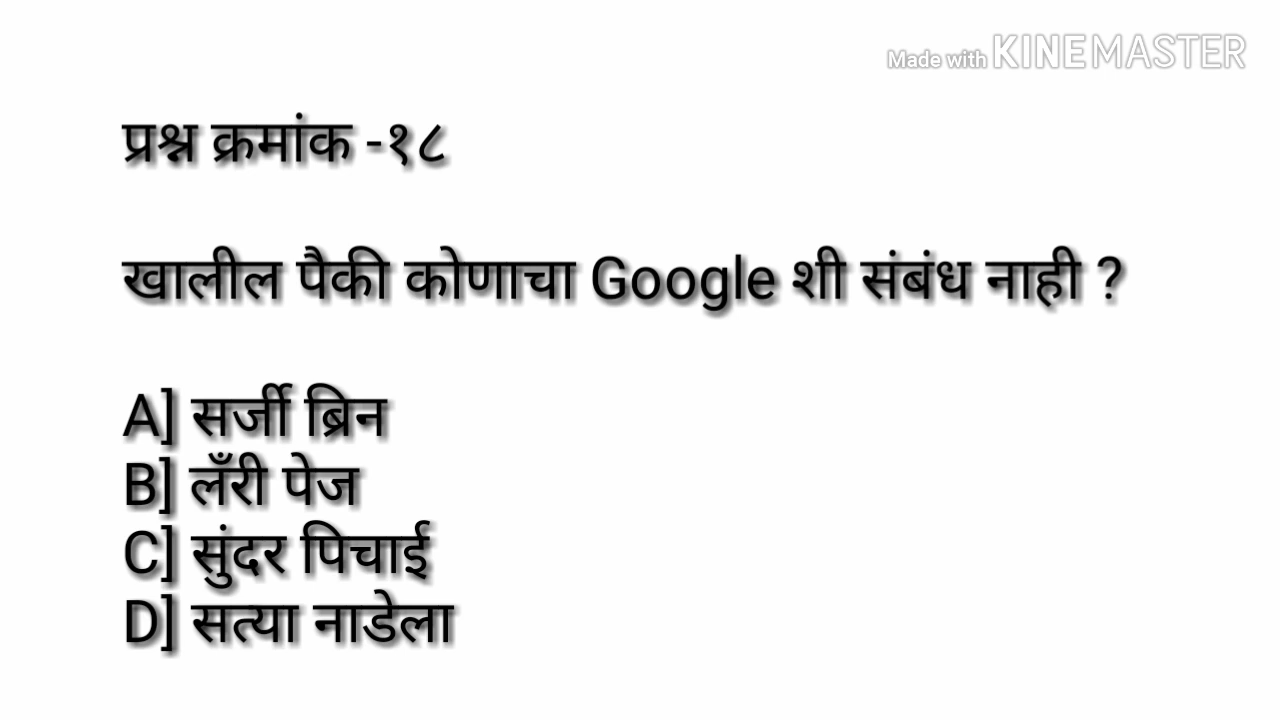 Made with KINEMASTER
प्रश्न क्रमांक -१८
खालील पैकी कोणाचा Google शी संबंध नाही ?
A] सर्जी ब्रिन
B] लँरी पेज
C] सुंदर पिचाई
D] सत्या नाडेला